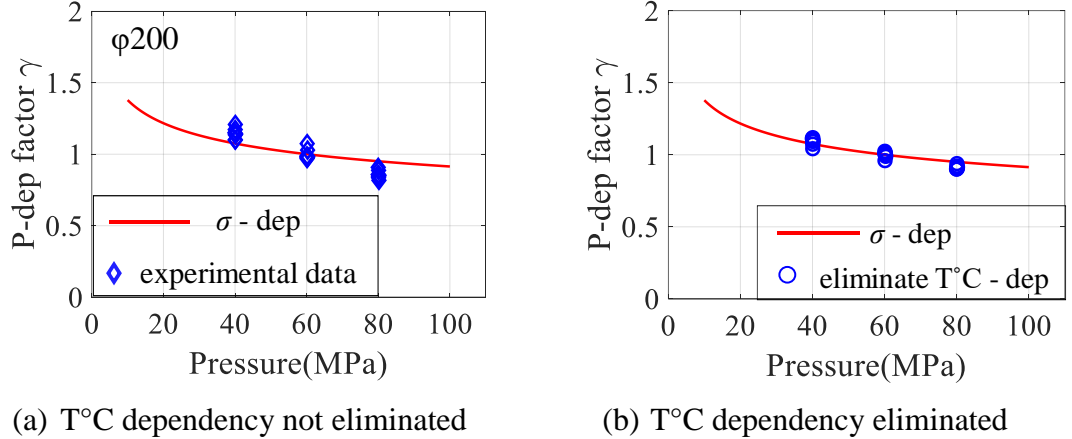 P-dep factor γ
2
1.5
1
0.5
0
φ200
σ - dep
experimental data
0 20 40 60 80 100
Pressure(MPa)
(a) T°C dependency not eliminated
P-dep factor γ
2
1.5
1
0.5
0
σ - dep
eliminate T°C - dep
0 20 40 60 80 100
Pressure(MPa)
(b) T°C dependency eliminated